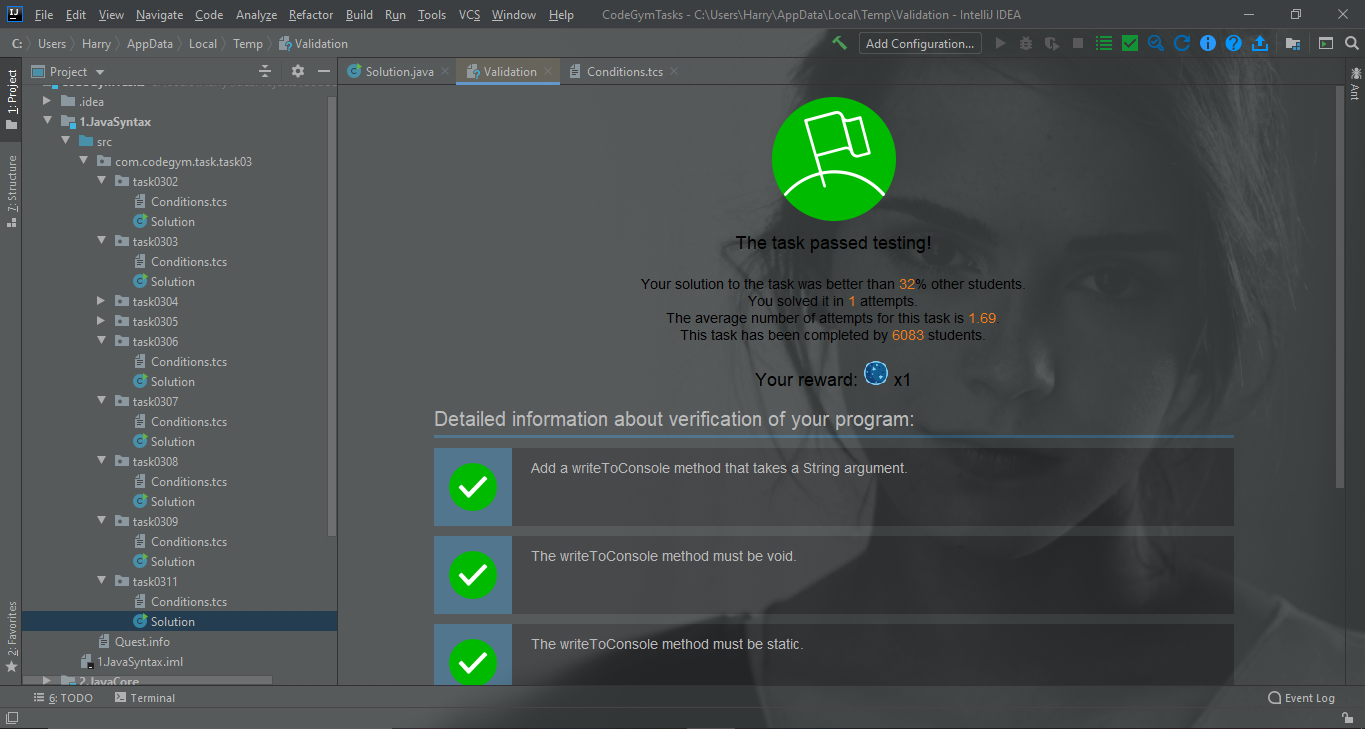 File Edit View Navigate Code Analyze Refactor Build Run Tools VCS Window Help CodeGymTasks - C:\Users\Harry\AppData\Local\Temp\Validation - IntelliJ IDEA
C: Users Harry AppData Local Temp Validation Add Configuration...
Project Solution.java Validation Conditions.tcs
1: Project
7: Structure
2: Favorites
Ant
.idea
1.JavaSyntax
src
com.codegym.task.task03
task0302
Conditions.tcs
Solution
task0303
Conditions.tcs
Solution
task0304
task0305
task0306
Conditions.tcs
Solution
task0307
Conditions.tcs
Solution
task0308
Conditions.tcs
Solution
task0309
Conditions.tcs
Solution
task0311
Conditions.tcs
Solution
Quest.info
1.JavaSyntax.iml
2.JavaCore
The task passed testing!
Your solution to the task was better than 32% other students.
You solved it in 1 attempts.
The average number of attempts for this task is 1.69.
This task has been completed by 6083 students.
Your reward: x1
Detailed information about verification of your program:
Add a writeToConsole method that takes a String argument.
The writeToConsole method must be void.
The writeToConsole method must be static.
6: TODO Terminal Event Log